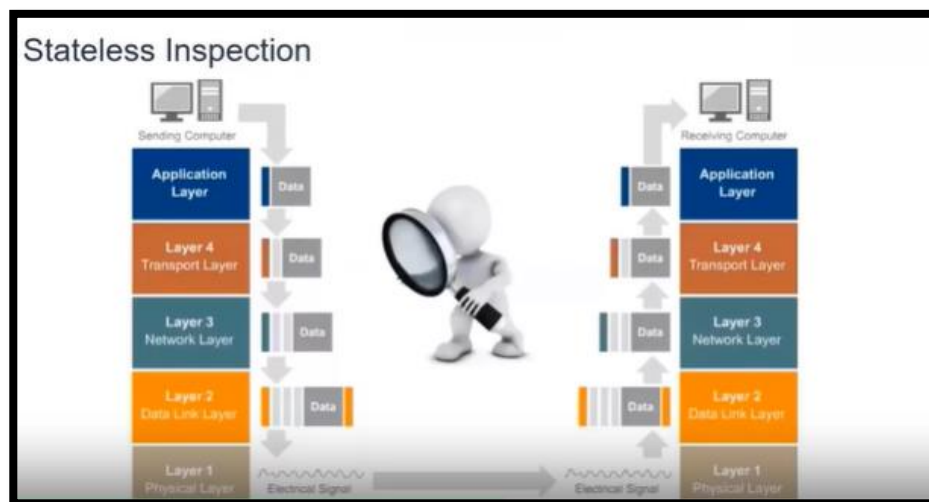 Stateless Inspection
Sending Computer
Receiving Computer
Application
Layer
Data
Data
Application
Layer
Layer 4
Transport Layer
Data
Data
Layer 4
Transport Layer
Layer 3
Network Layer
Data
Data
Layer 3
Network Layer
Layer 2
Data Link Layer
Data
Data
Layer 2
Data Link Layer
Layer 1
Physical Layer
Electrical Signal
Electrical Signal
Layer 1
Physical Layer